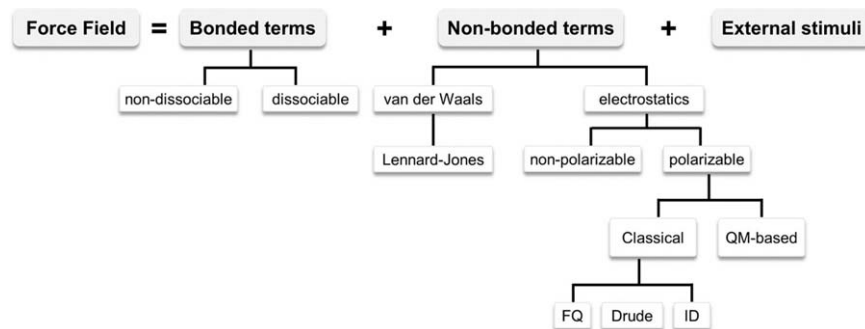 Force Field = Bonded terms + Non-bonded terms + External stimuli
non-dissociable dissociable van der Waals electrostatics
Lennard-Jones non-polarizable polarizable
Classical QM-based
FQ Drude ID